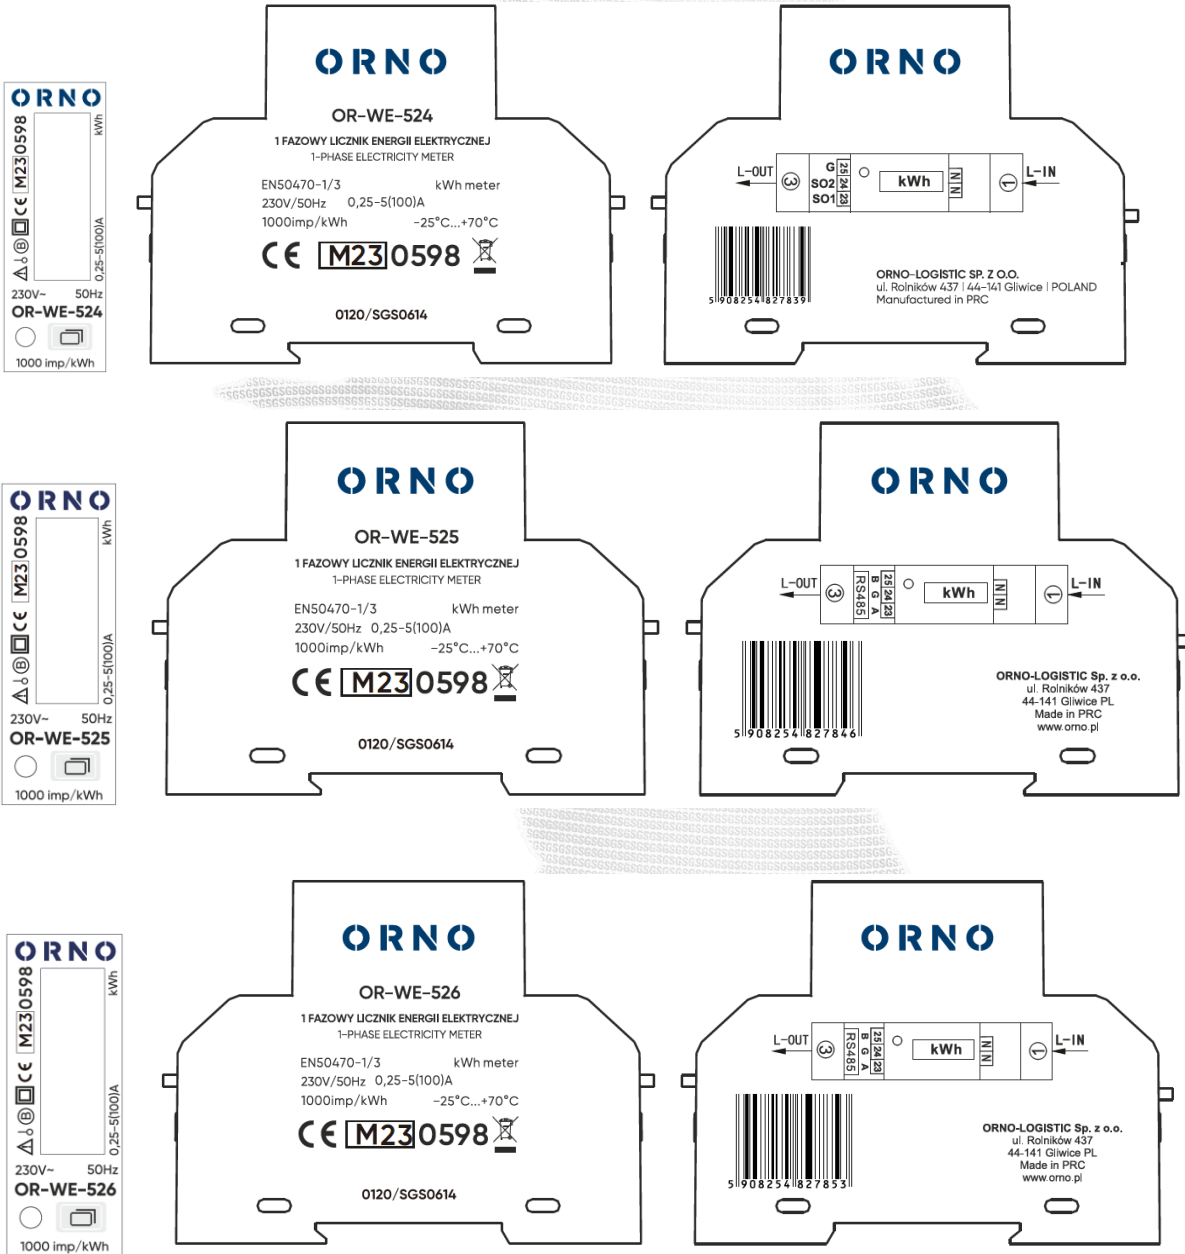 ORNO
kWh
M23 0598
CE
B
0,25-5(100)A
230V~ 50Hz
OR-WE-524
1000 imp/kWh
ORNO
OR-WE-524
1 FAZOWY LICZNIK ENERGII ELEKTRYCZNEJ
1-PHASE ELECTRICITY METER
EN50470-1/3 kWh meter
230V/50Hz 0,25-5(100)A
1000imp/kWh -25°C...+70°C
CE M23 0598
0120/SGS0614
ORNO
L-OUT 3 G 25 kWh N N 1 L-IN
SO2 24
SO1 23
5 908254 827839
ORNO-LOGISTIC SP. Z O.O.
ul. Rolników 437 | 44-141 Gliwice | POLAND
Manufactured in PRC
SGSSGSSGSSGSSGSSGSSGSSGSSGS
ORNO
kWh
M23 0598
CE
B
0,25-5(100)A
230V~ 50Hz
OR-WE-525
1000 imp/kWh
ORNO
OR-WE-525
1 FAZOWY LICZNIK ENERGII ELEKTRYCZNEJ
1-PHASE ELECTRICITY METER
EN50470-1/3 kWh meter
230V/50Hz 0,25-5(100)A
1000imp/kWh -25°C...+70°C
CE M23 0598
0120/SGS0614
ORNO
L-OUT 3 RS485 B G A 25 24 23 kWh N N 1 L-IN
5 908254 827846
ORNO-LOGISTIC Sp. z o.o.
ul. Rolników 437
44-141 Gliwice PL
Made in PRC
www.orno.pl
ORNO
kWh
M23 0598
CE
B
0,25-5(100)A
230V~ 50Hz
OR-WE-526
1000 imp/kWh
ORNO
OR-WE-526
1 FAZOWY LICZNIK ENERGII ELEKTRYCZNEJ
1-PHASE ELECTRICITY METER
EN50470-1/3 kWh meter
230V/50Hz 0,25-5(100)A
1000imp/kWh -25°C...+70°C
CE M23 0598
0120/SGS0614
ORNO
L-OUT 3 RS485 B G A 25 24 23 kWh N N 1 L-IN
5 908254 827853
ORNO-LOGISTIC Sp. z o.o.
ul. Rolników 437
44-141 Gliwice PL
Made in PRC
www.orno.pl